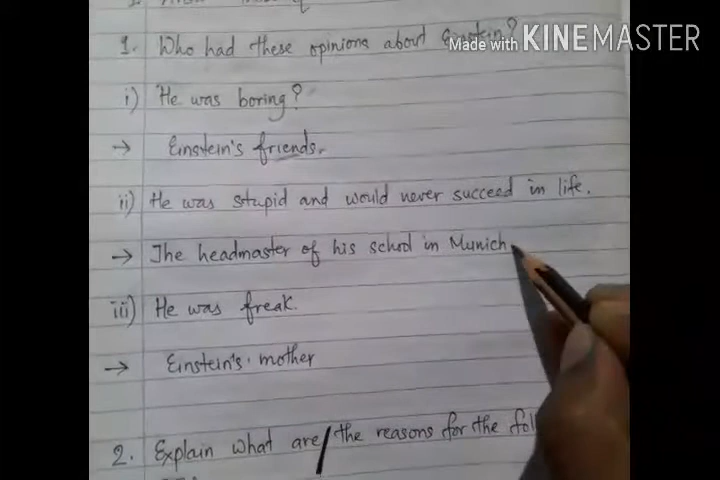 1. Who had these opinions about Einstein?
Made with KINEMASTER
i) He was boring?
→ Einstein's friends.
ii) He was stupid and would never succeed in life.
→ The headmaster of his school in Munich
iii) He was freak.
→ Einstein's mother
2. Explain what are the reasons for the